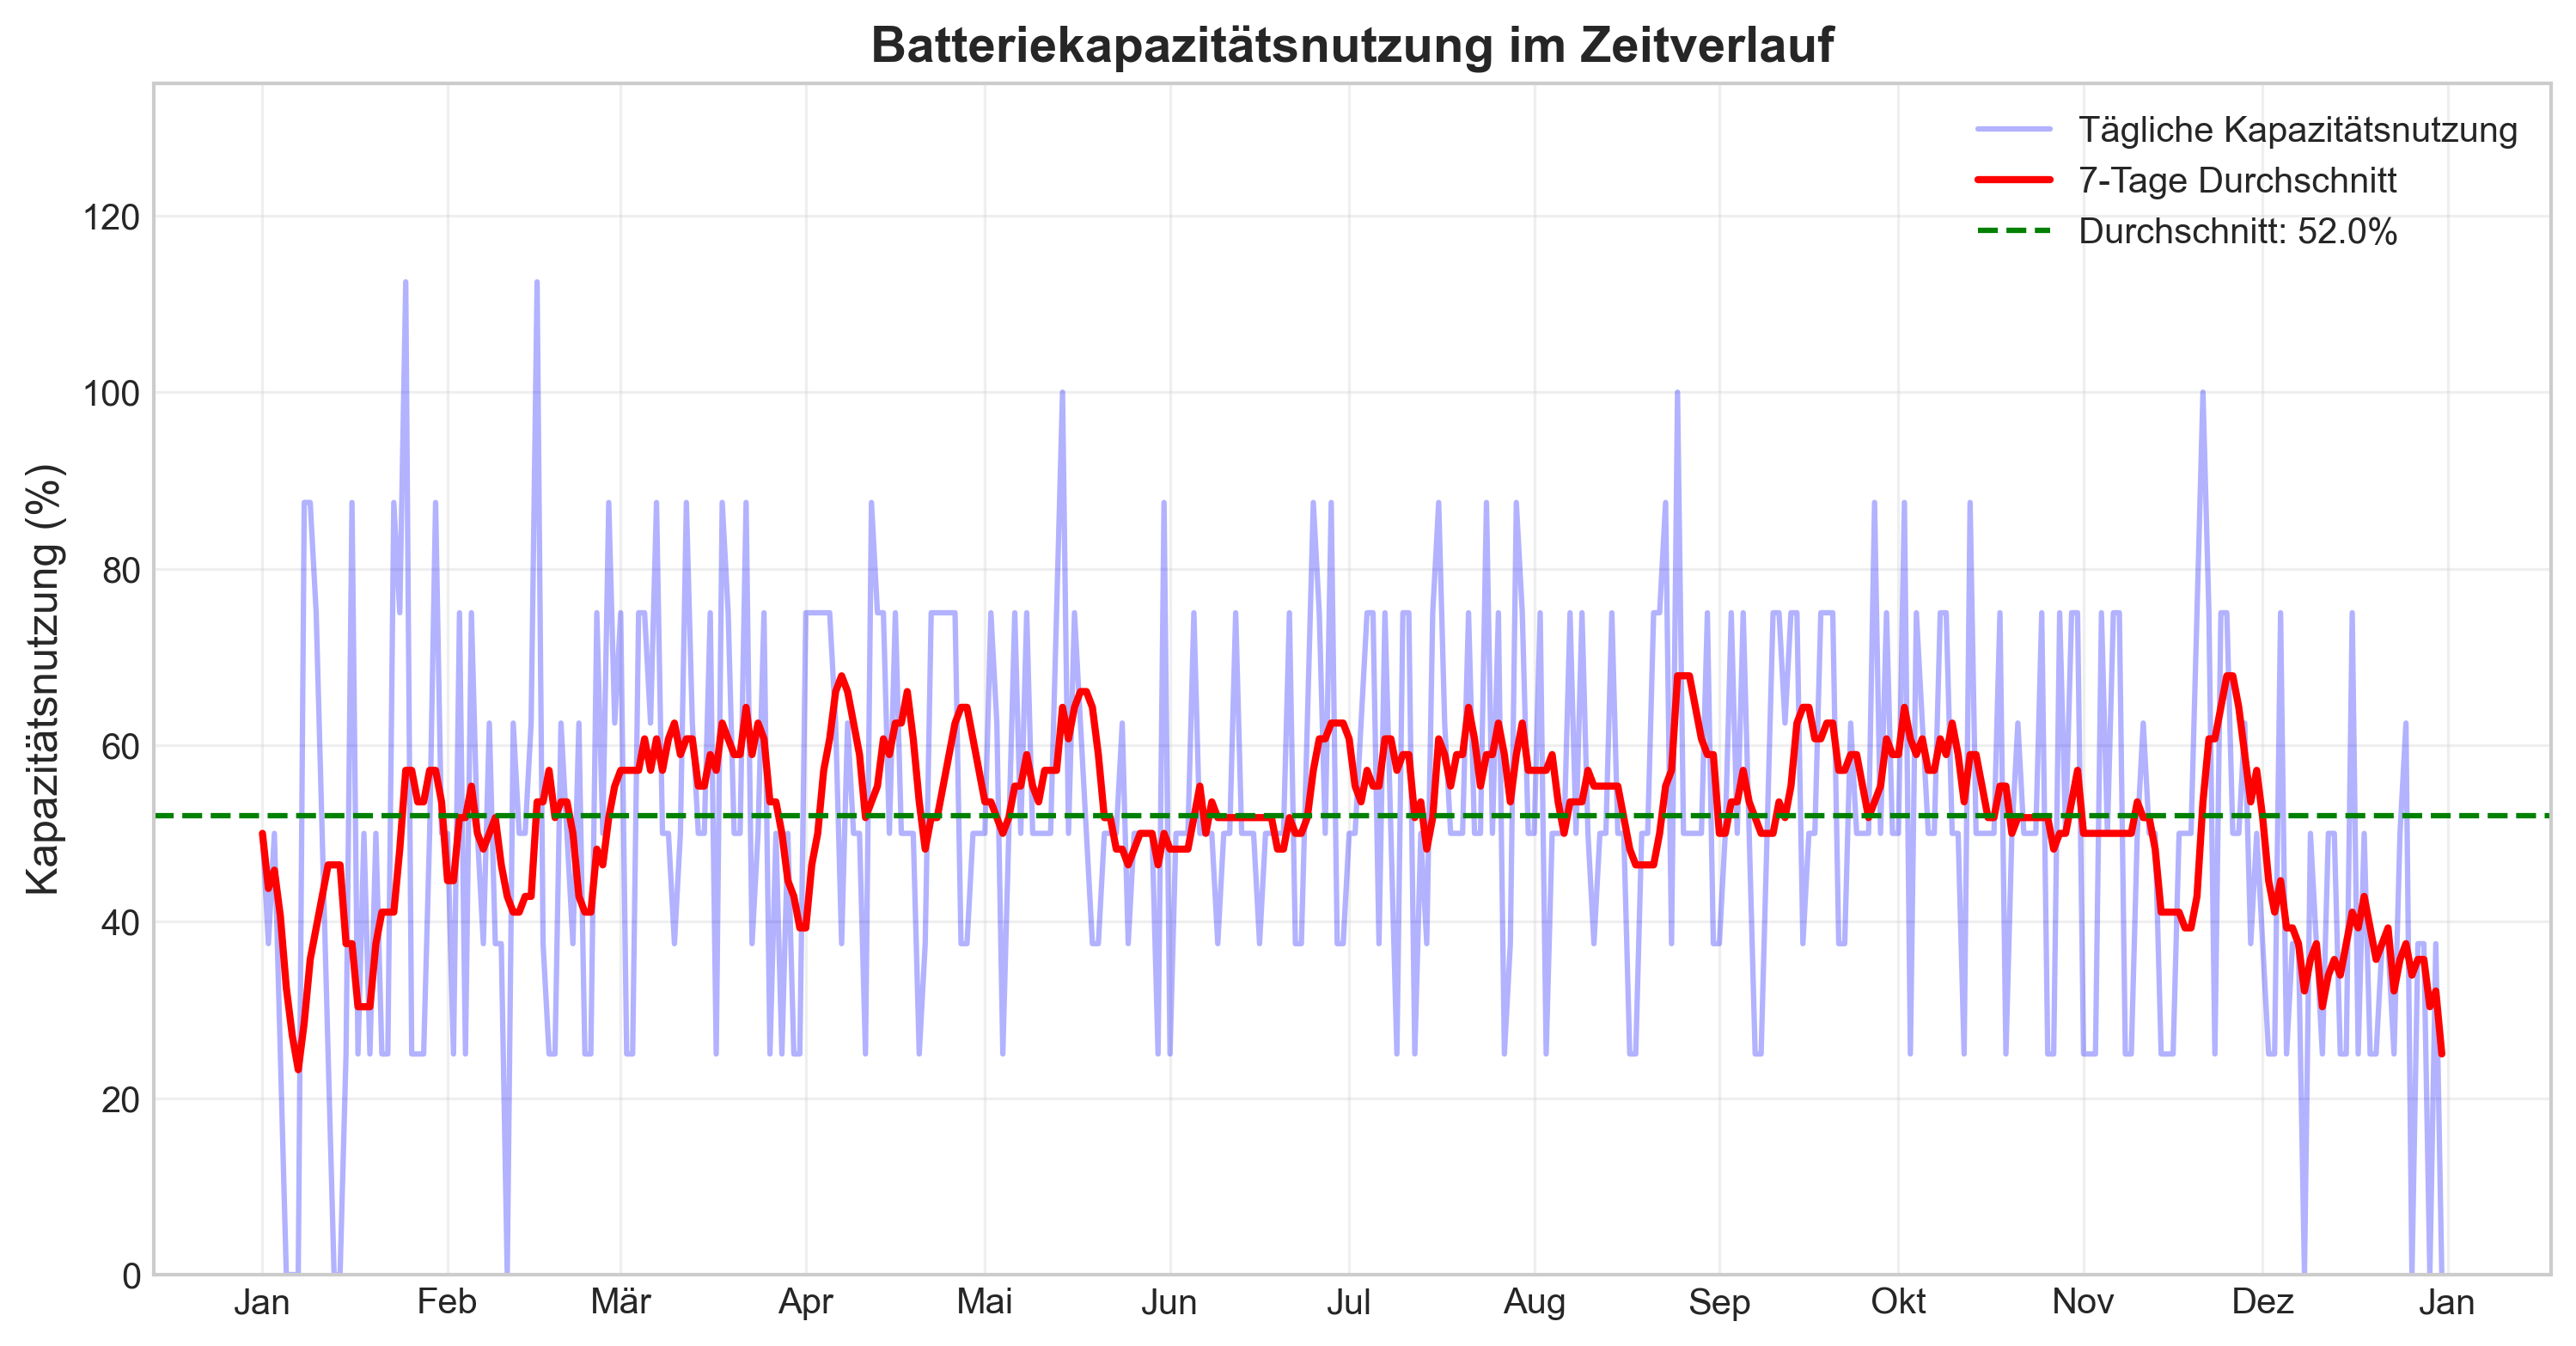 Batteriekapazitätsnutzung im Zeitverlauf
Tägliche Kapazitätsnutzung
7-Tage Durchschnitt
Durchschnitt: 52.0%
Kapazitätsnutzung (%)
120
100
80
60
40
20
0
Jan Feb Mär Apr Mai Jun Jul Aug Sep Okt Nov Dez Jan